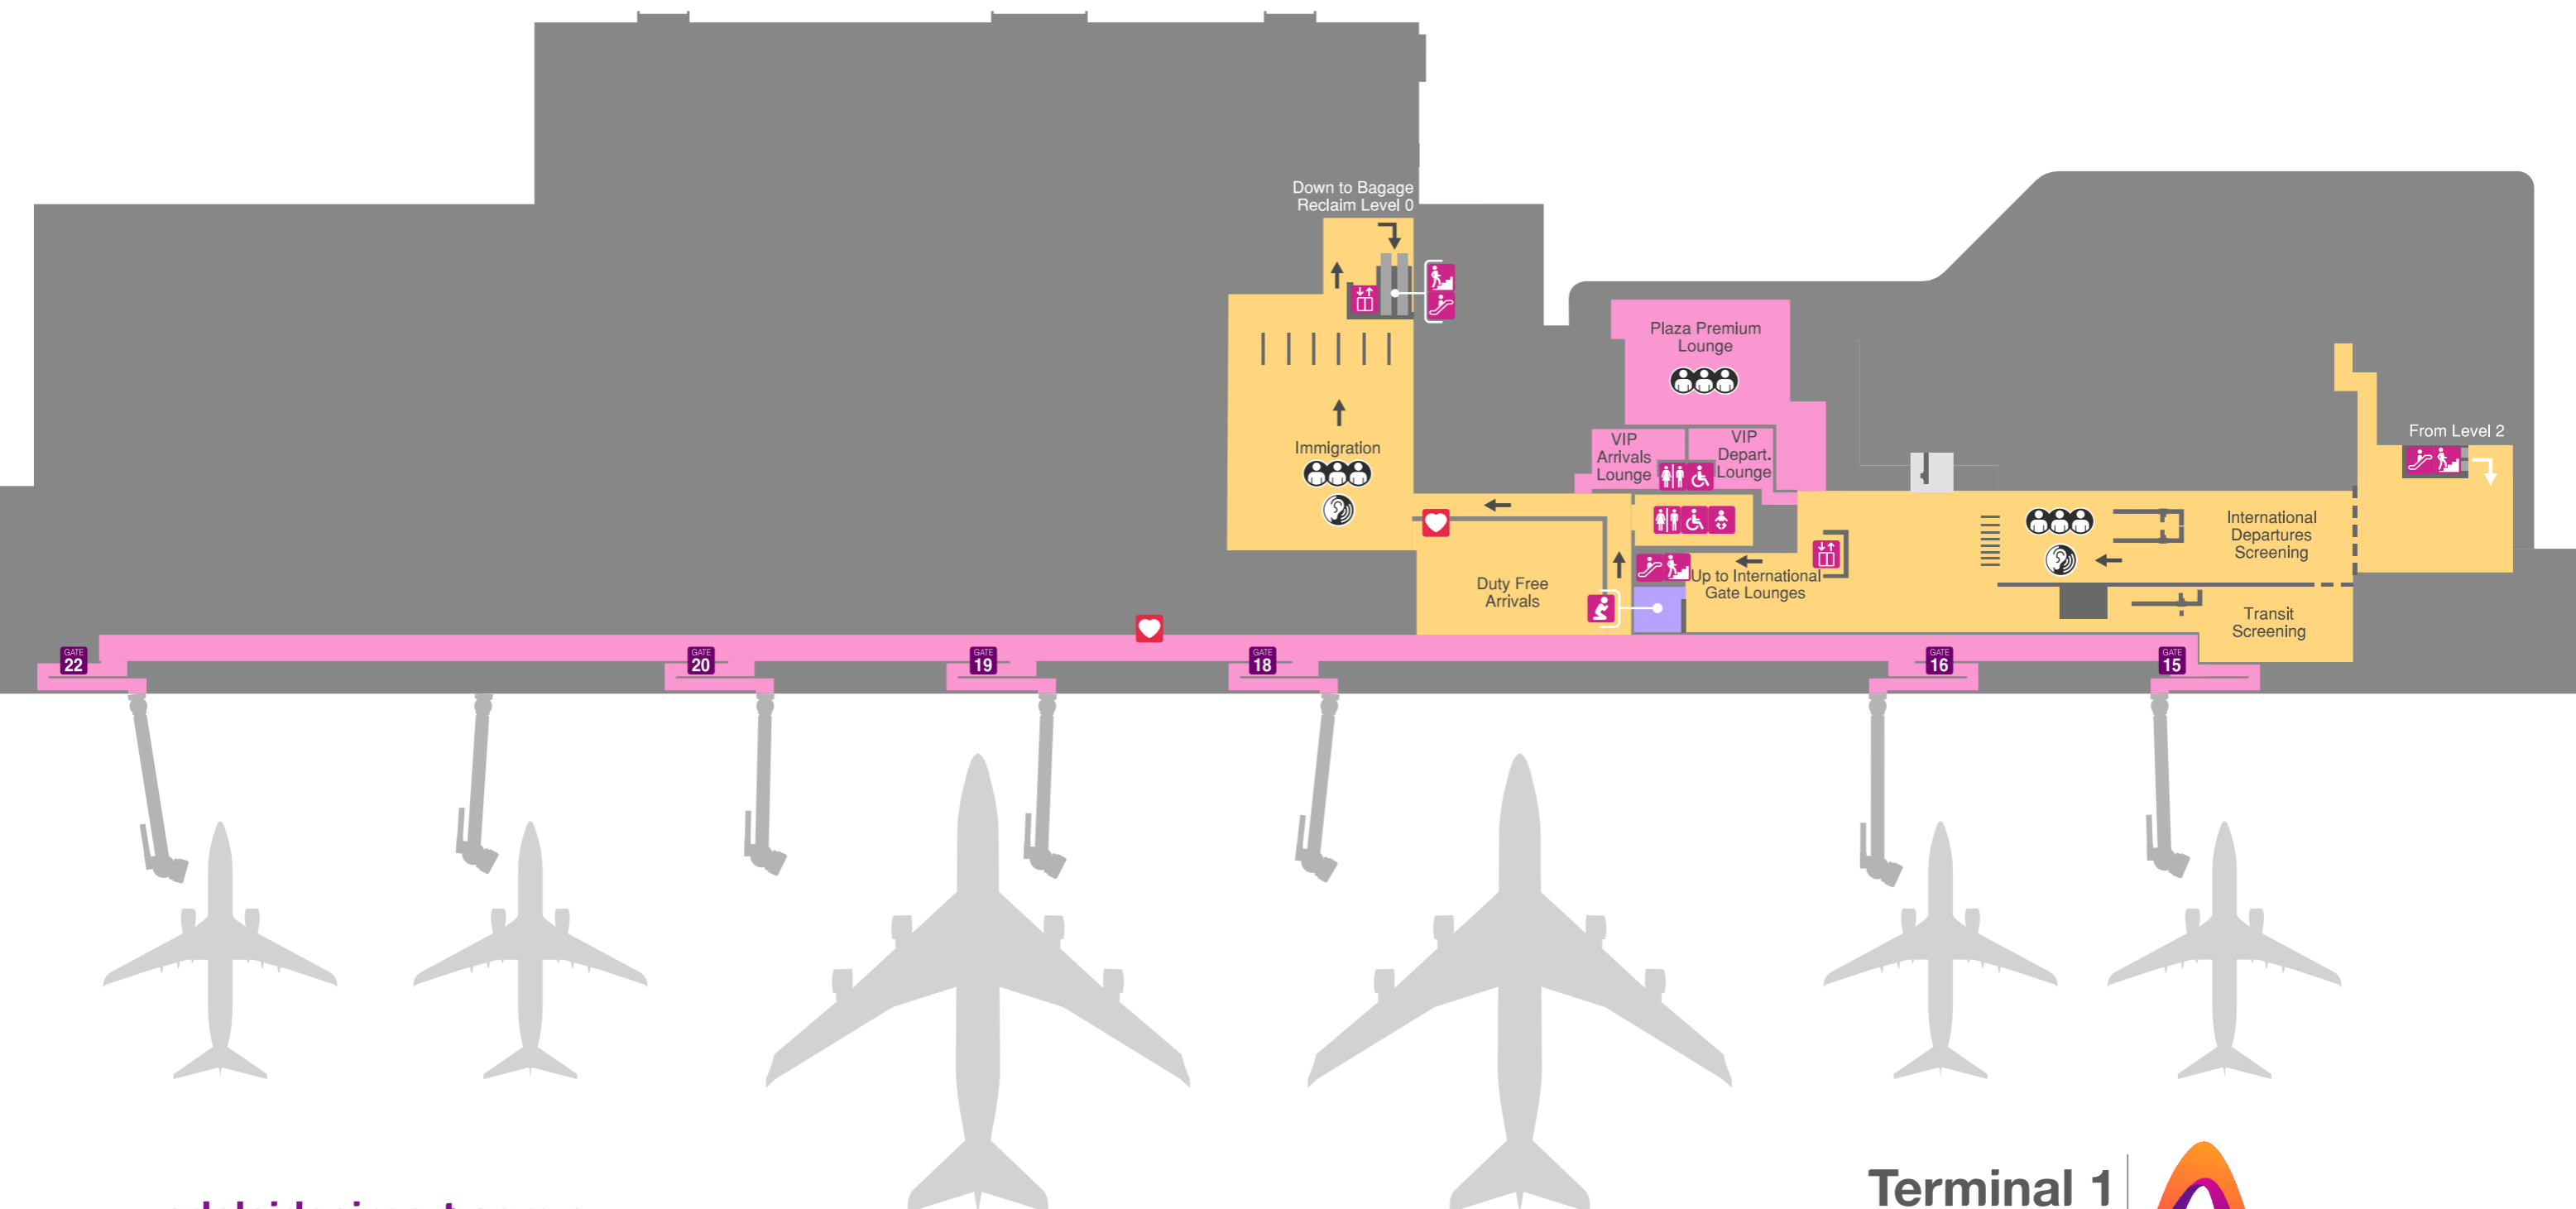 Down to Bagage
Reclaim Level 0
Plaza Premium
Lounge
From Level 2
VIP
Arrivals
Lounge
VIP
Depart.
Lounge
Immigration
International
Departures
Screening
Up to International
Gate Lounges
Duty Free
Arrivals
Transit
Screening
GATE
22
GATE
20
GATE
19
GATE
18
GATE
16
GATE
15
Terminal 1